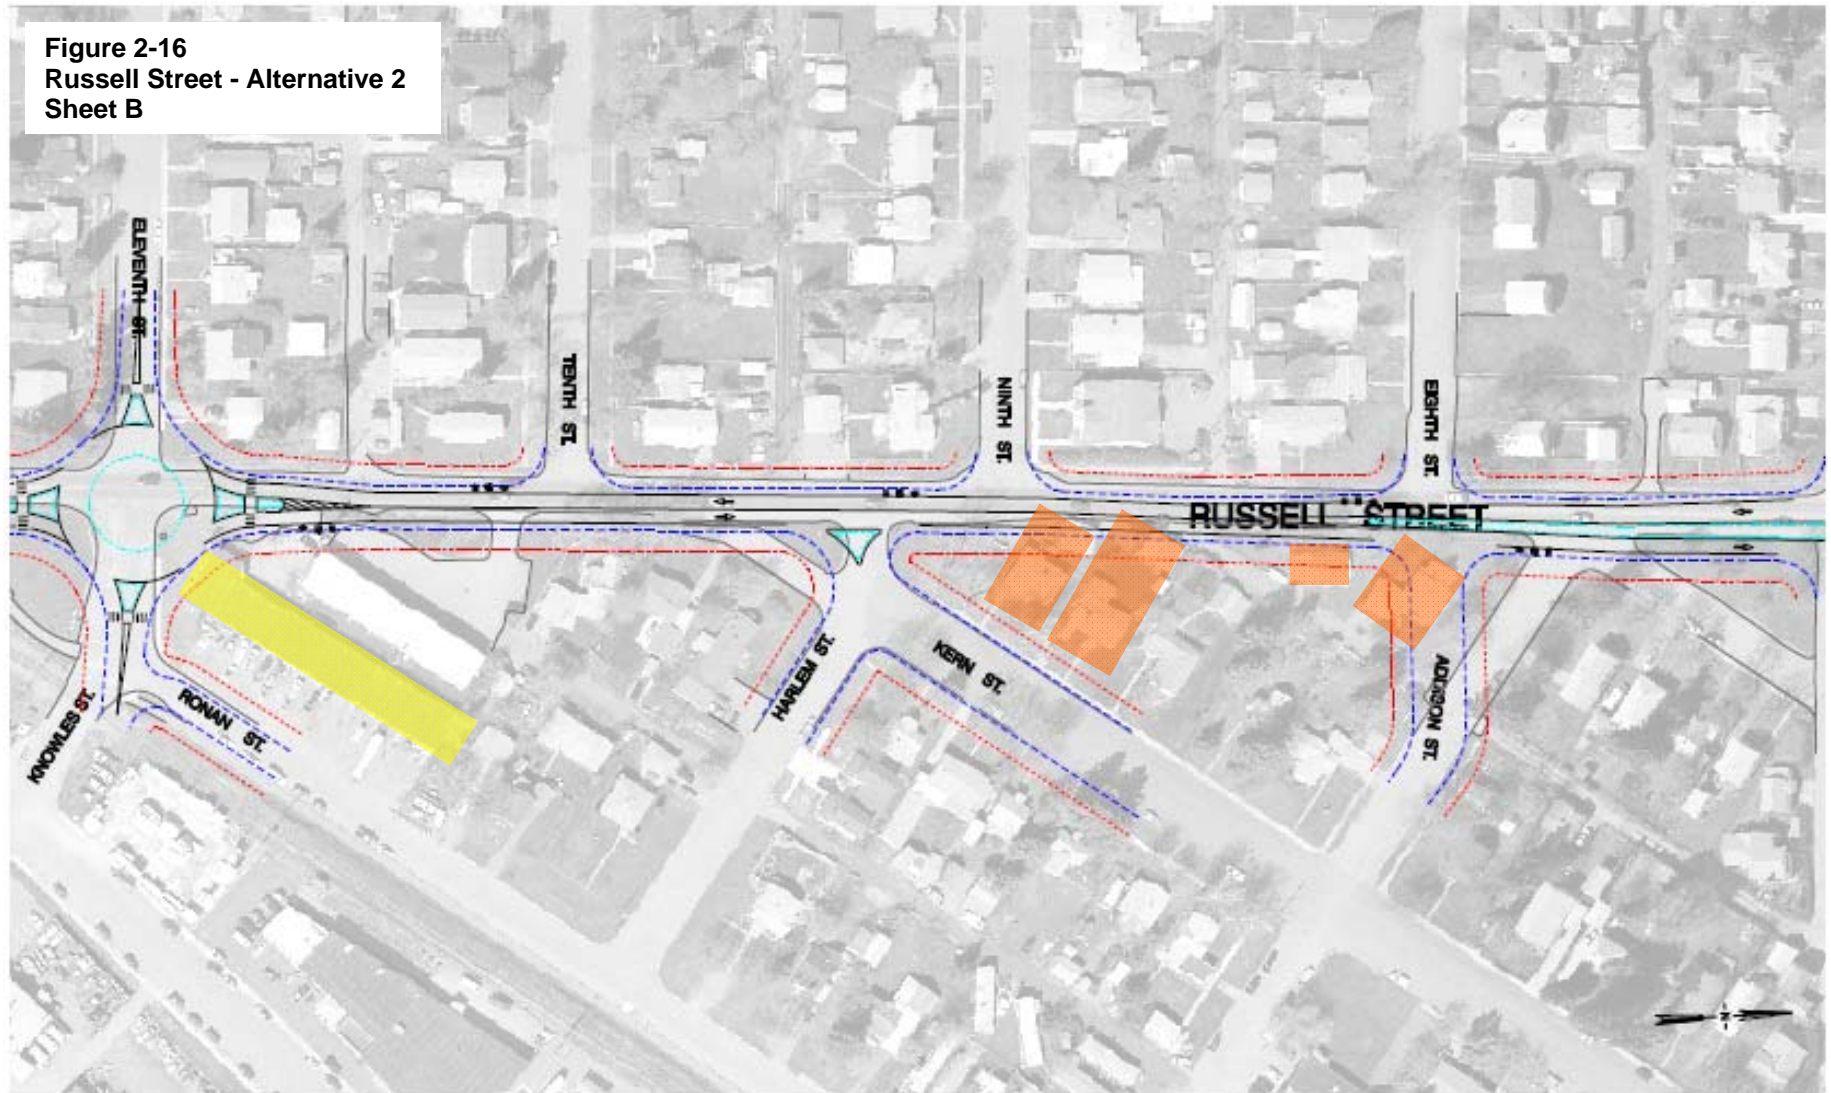 Figure 2-16
Russell Street - Alternative 2
Sheet B
ELEVENTH ST.
TENTH ST.
NINTH ST.
EIGHTH ST.
RUSSELL STREET
KNOWLES ST.
RONAN ST.
HARLEM ST.
KERN ST.
ADDISON ST.
N